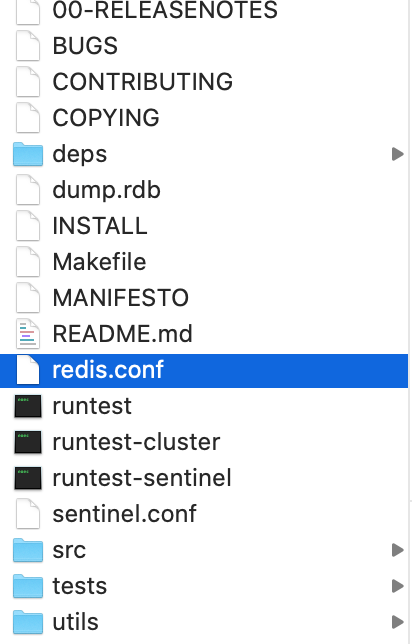 00-RELEASENOTES
BUGS
CONTRIBUTING
COPYING
deps
dump.rdb
INSTALL
Makefile
MANIFESTO
README.md
redis.conf
runtest
runtest-cluster
runtest-sentinel
sentinel.conf
src
tests
utils